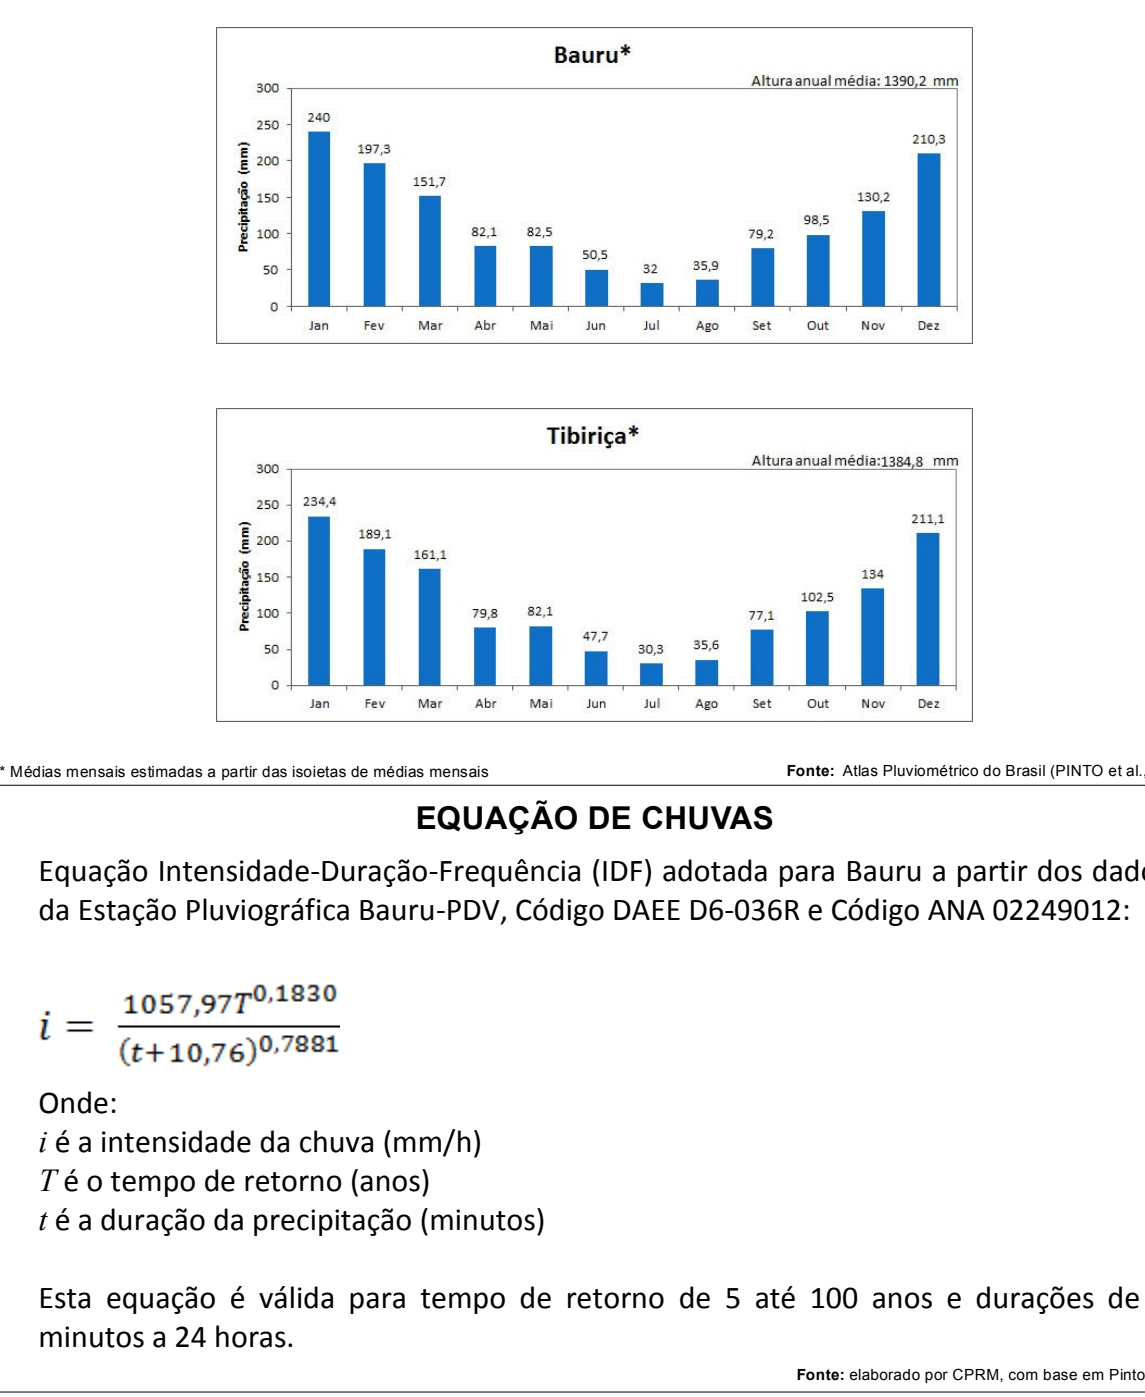 Bauru*
Altura anual média: 1390,2 mm
Precipitação (mm)
300
250
200
150
100
50
0
240
197,3
151,7
82,1
82,5
50,5
32
35,9
79,2
98,5
130,2
210,3
Jan Fev Mar Abr Mai Jun Jul Ago Set Out Nov Dez
Tibiriça*
Altura anual média:1384,8 mm
Precipitação (mm)
300
250
200
150
100
50
0
234,4
189,1
161,1
79,8
82,1
47,7
30,3
35,6
77,1
102,5
134
211,1
Jan Fev Mar Abr Mai Jun Jul Ago Set Out Nov Dez
* Médias mensais estimadas a partir das isoietas de médias mensais
Fonte: Atlas Pluviométrico do Brasil (PINTO et al.,
EQUAÇÃO DE CHUVAS
Equação Intensidade-Duração-Frequência (IDF) adotada para Bauru a partir dos dado
da Estação Pluviográfica Bauru-PDV, Código DAEE D6-036R e Código ANA 02249012:
i = 1057,97T^0,1830 / (t+10,76)^0,7881
Onde:
i é a intensidade da chuva (mm/h)
T é o tempo de retorno (anos)
t é a duração da precipitação (minutos)
Esta equação é válida para tempo de retorno de 5 até 100 anos e durações de
minutos a 24 horas.
Fonte: elaborado por CPRM, com base em Pinto